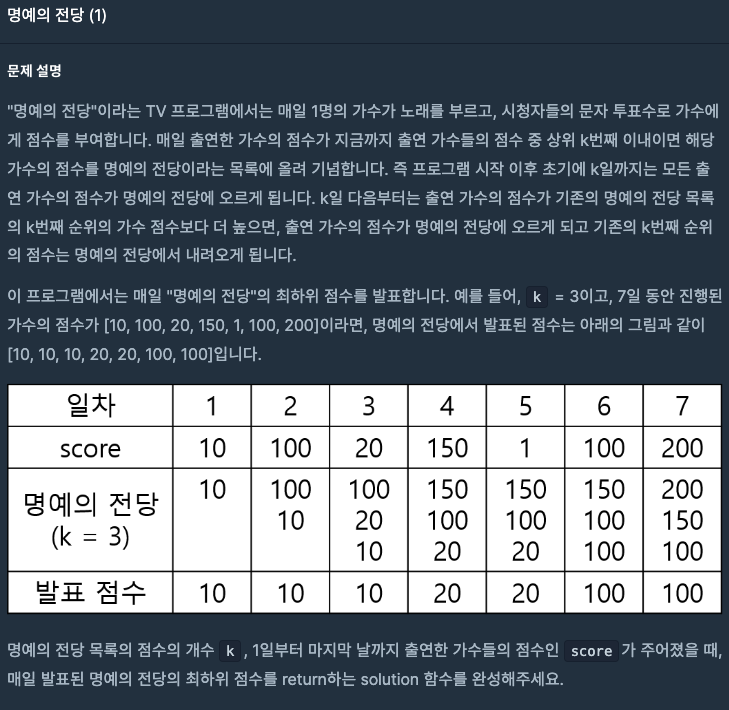 명예의 전당 (1)
문제 설명
"명예의 전당"이라는 TV 프로그램에서는 매일 1명의 가수가 노래를 부르고, 시청자들의 문자 투표수로 가수에
게 점수를 부여합니다. 매일 출연한 가수의 점수가 지금까지 출연 가수들의 점수 중 상위 k번째 이내이면 해당
가수의 점수를 명예의 전당이라는 목록에 올려 기념합니다. 즉 프로그램 시작 이후 초기에 k일까지는 모든 출
연 가수의 점수가 명예의 전당에 오르게 됩니다. k일 다음부터는 출연 가수의 점수가 기존의 명예의 전당 목록
의 k번째 순위의 가수 점수보다 더 높으면, 출연 가수의 점수가 명예의 전당에 오르게 되고 기존의 k번째 순위
의 점수는 명예의 전당에서 내려오게 됩니다.
이 프로그램에서는 매일 "명예의 전당"의 최하위 점수를 발표합니다. 예를 들어, k = 3이고, 7일 동안 진행된
가수의 점수가 [10, 100, 20, 150, 1, 100, 200]이라면, 명예의 전당에서 발표된 점수는 아래의 그림과 같이
[10, 10, 10, 20, 20, 100, 100]입니다.
일차 1 2 3 4 5 6 7
score 10 100 20 150 1 100 200
명예의 전당 10 100 100 150 150 150 200
(k = 3) 10 20 100 100 100 150
10 20 20 100 100
발표 점수 10 10 10 20 20 100 100
명예의 전당 목록의 점수의 개수 k, 1일부터 마지막 날까지 출연한 가수들의 점수인 score가 주어졌을 때,
매일 발표된 명예의 전당의 최하위 점수를 return하는 solution 함수를 완성해주세요.